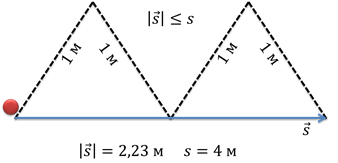 |s⃗| ≤ s
1 м 1 м 1 м 1 м
s⃗
|s⃗| = 2,23 м s = 4 м